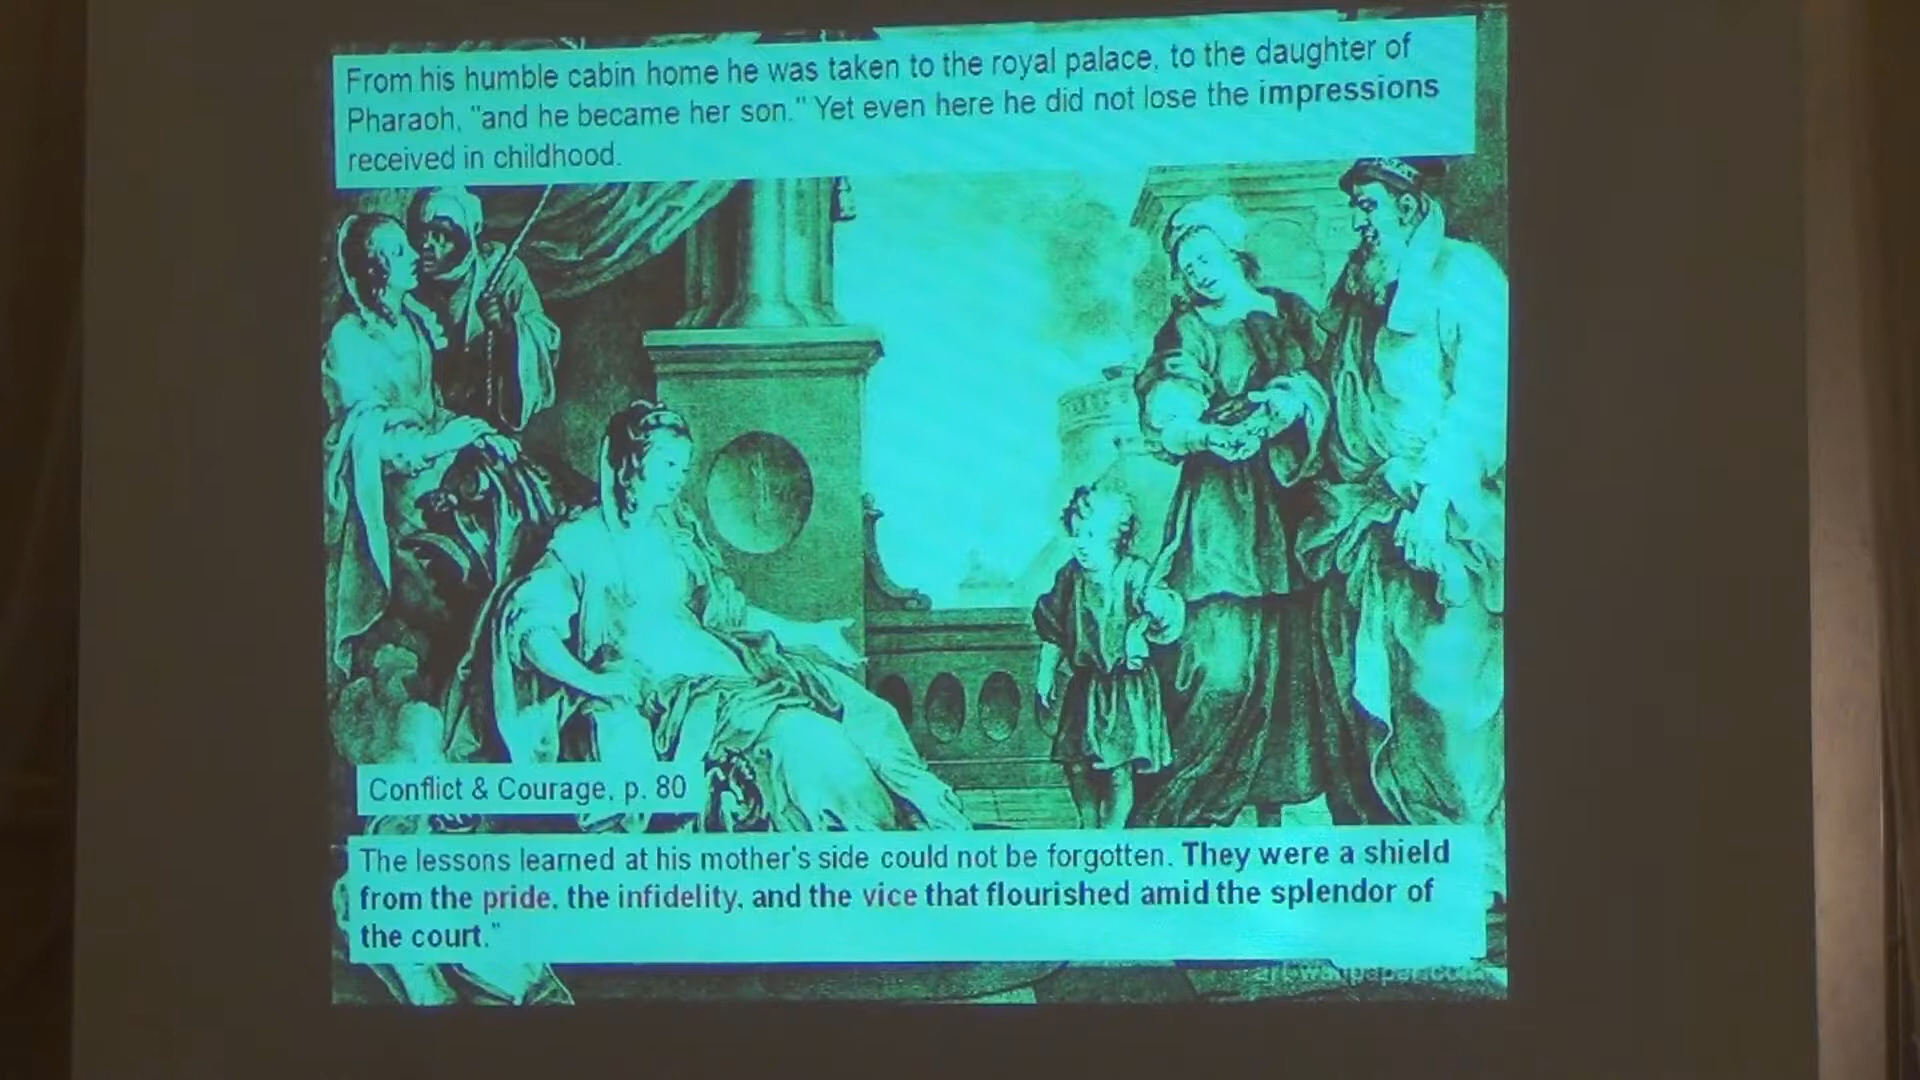 From his humble cabin home he was taken to the royal palace, to the daughter of
Pharaoh, "and he became her son." Yet even here he did not lose the impressions
received in childhood.
Conflict & Courage, p. 80
The lessons learned at his mother's side could not be forgotten. They were a shield
from the pride, the infidelity, and the vice that flourished amid the splendor of
the court."